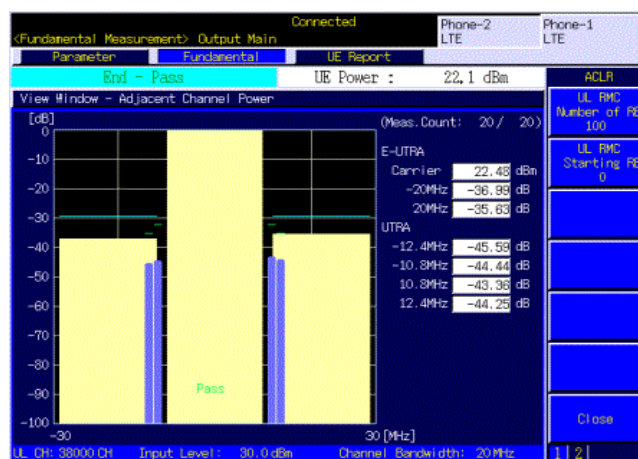 Connected
Phone-2
LTE
Phone-1
LTE
<Fundamental Measurement> Output Main
Parameter
Fundamental
UE Report
End - Pass
UE Power : 22.1 dBm
ACLR
View Window - Adjacent Channel Power
UL RMC
Number of RB
100
[dB]
(Meas.Count: 20 / 20)
UL RMC
Starting RB
0
0
-10
-20
-30
-40
-50
-60
-70
-80
-90
-100
E-UTRA
Carrier 22.48 dBm
-20MHz -36.99 dB
20MHz -35.63 dB
UTRA
-12.4MHz -45.59 dB
-10.8MHz -44.44 dB
10.8MHz -43.36 dB
12.4MHz -44.25 dB
Pass
-30
30 [MHz]
Close
UL CH: 38000 CH Input Level: 30.0 dBm Channel Bandwidth: 20 MHz
1 2